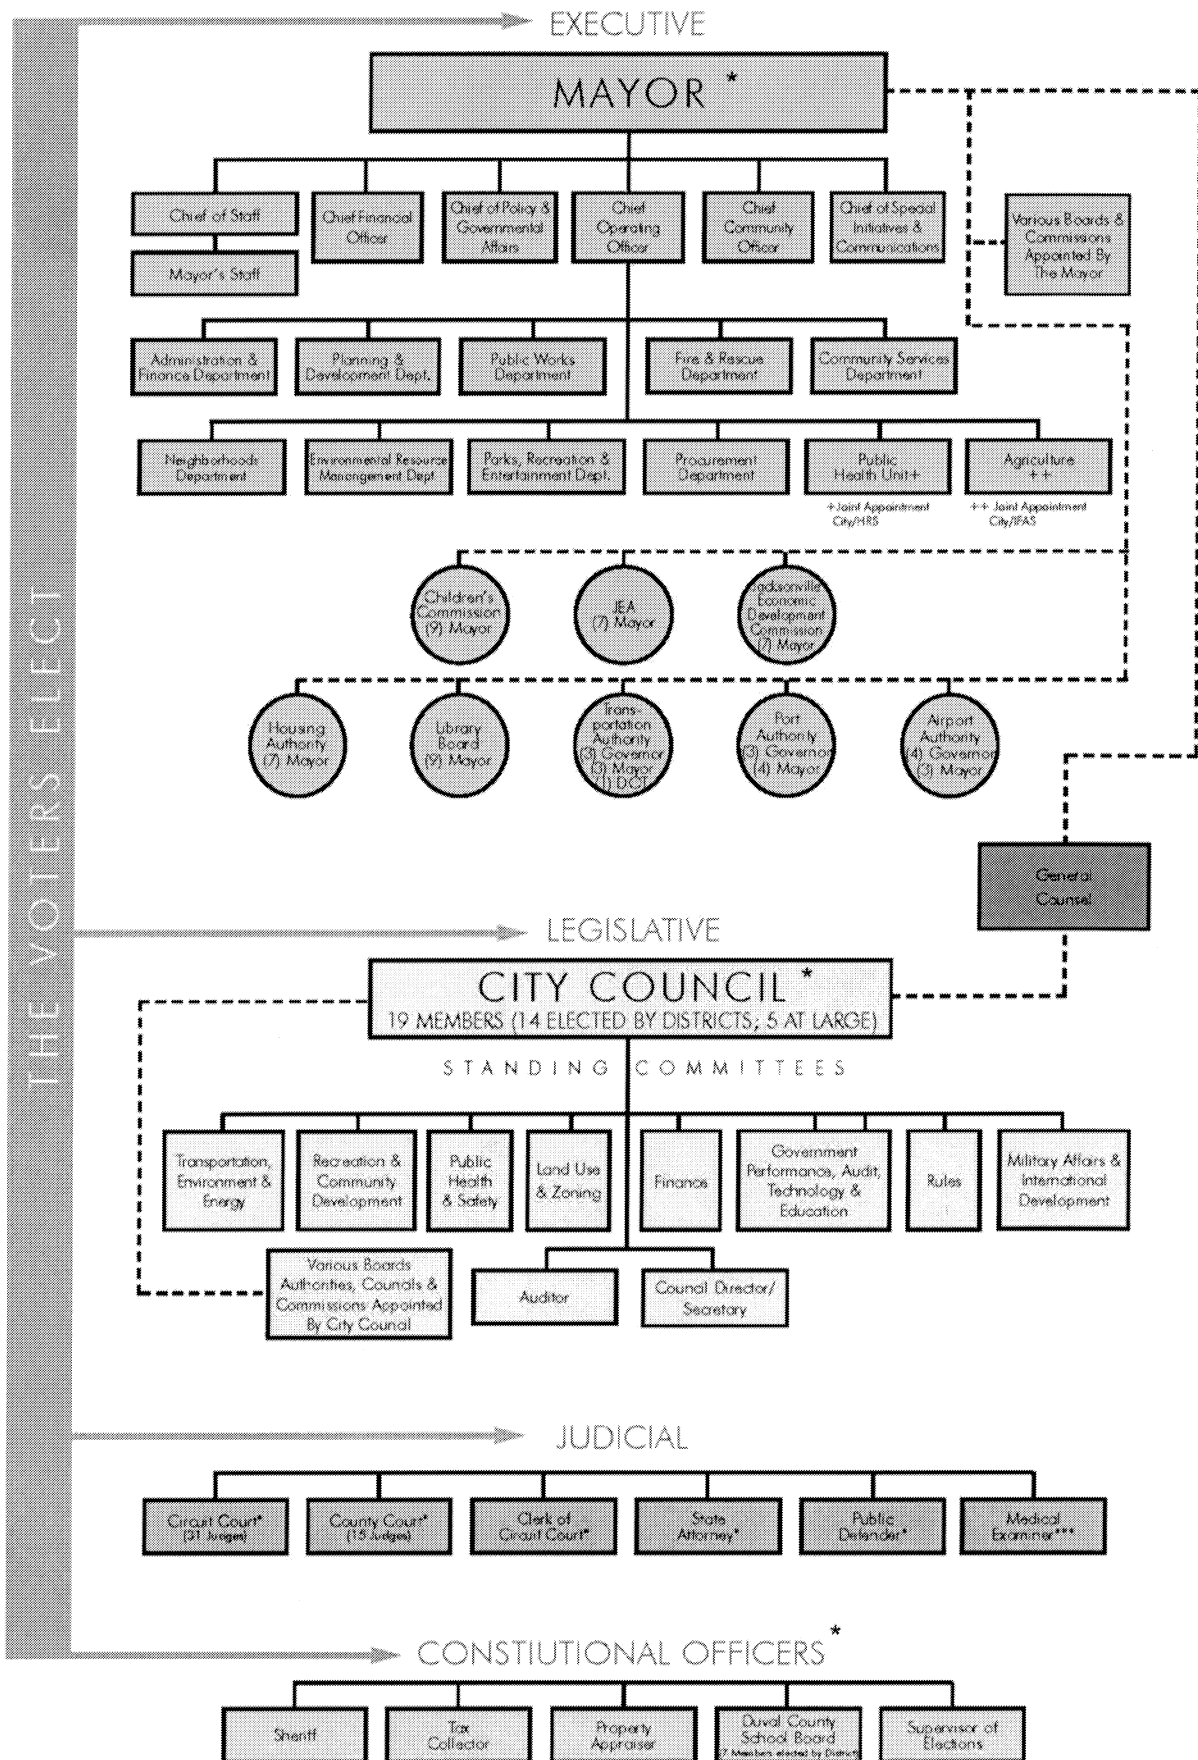 THE VOTERS ELECT
EXECUTIVE
MAYOR *
Chief of Staff
Mayor's Staff
Chief Financial
Officer
Chief of Policy &
Governmental
Affairs
Chief
Operating
Officer
Chief
Community
Officer
Chief of Special
Initiatives &
Communications
Various Boards &
Commissions
Appointed By
The Mayor
Administration &
Finance Department
Planning &
Development Dept.
Public Works
Department
Fire & Rescue
Department
Community Services
Department
Neighborhoods
Department
Environmental Resource
Manangement Dept
Parks, Recreation &
Entertainment Dept.
Procurement
Department
Public
Health Unit+
Agriculture
++
+Joint Appointment
City/HRS
++ Joint Appointment
City/IFAS
Children's
Commission
(9) Mayor
JEA
(7) Mayor
Jacksonville
Economic
Development
Commission
(7) Mayor
Housing
Authority
(7) Mayor
Library
Board
(9) Mayor
Trans-
portation
Authority
(3) Governor
(3) Mayor
(1) DCT
Port
Authority
(3) Governor
(4) Mayor
Airport
Authority
(4) Governor
(3) Mayor
General
Counsel
LEGISLATIVE
CITY COUNCIL *
19 MEMBERS (14 ELECTED BY DISTRICTS; 5 AT LARGE)
STANDING COMMITTEES
Transportation,
Environment &
Energy
Recreation &
Community
Development
Public
Health
& Safety
Land Use
& Zoning
Finance
Government
Performance, Audit,
Technology &
Education
Rules
Military Affairs &
International
Development
Various Boards
Authorities, Councils &
Commissions Appointed
By City Council
Auditor
Council Director/
Secretary
JUDICIAL
Circuit Court*
(31 Judges)
County Court*
(15 Judges)
Clerk of
Circuit Court*
State
Attorney*
Public
Defender*
Medical
Examiner***
CONSTIUTIONAL OFFICERS *
Sheriff
Tax
Collector
Property
Appraiser
Duval County
School Board
(7 Members elected by District)
Supervisor of
Elections